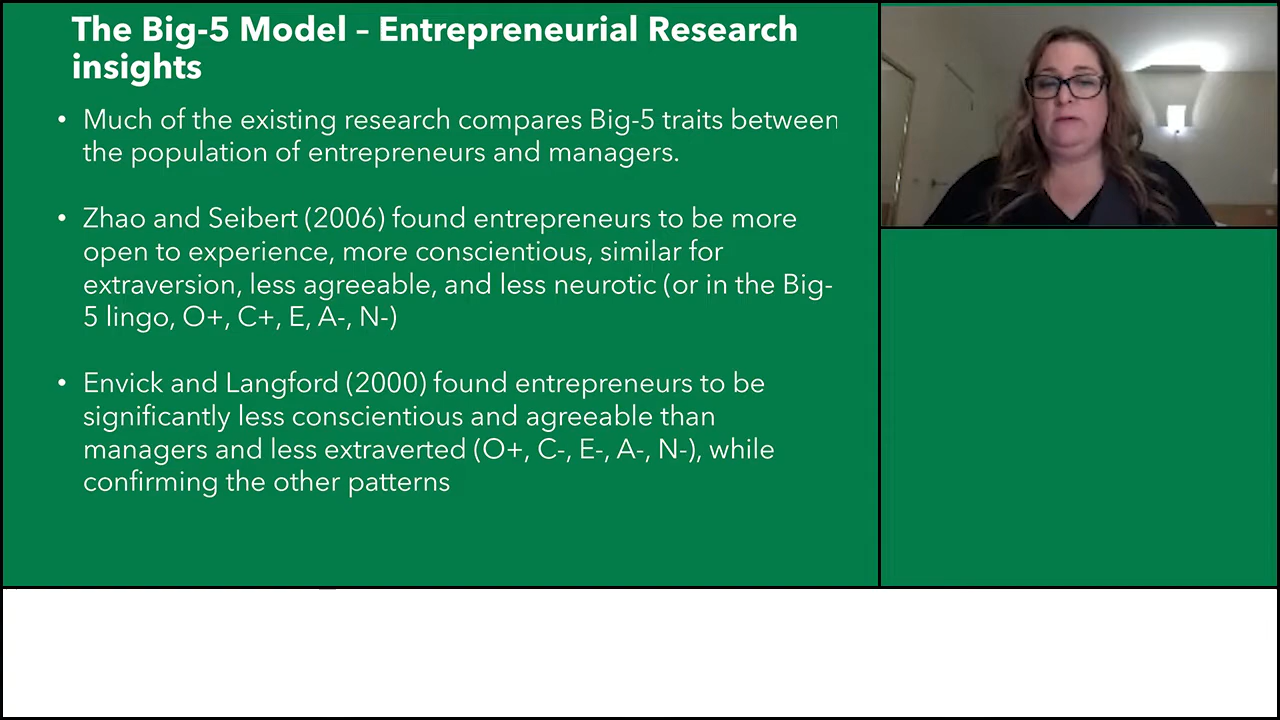 The Big-5 Model – Entrepreneurial Research
insights
• Much of the existing research compares Big-5 traits between
the population of entrepreneurs and managers.
• Zhao and Seibert (2006) found entrepreneurs to be more
open to experience, more conscientious, similar for
extraversion, less agreeable, and less neurotic (or in the Big-
5 lingo, O+, C+, E, A-, N-)
• Envick and Langford (2000) found entrepreneurs to be
significantly less conscientious and agreeable than
managers and less extraverted (O+, C-, E-, A-, N-), while
confirming the other patterns